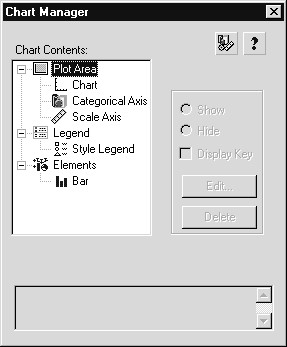 Chart Manager
Chart Contents:
Plot Area
Chart
Categorical Axis
Scale Axis
Legend
Style Legend
Elements
Bar
?
Show
Hide
Display Key
Edit...
Delete